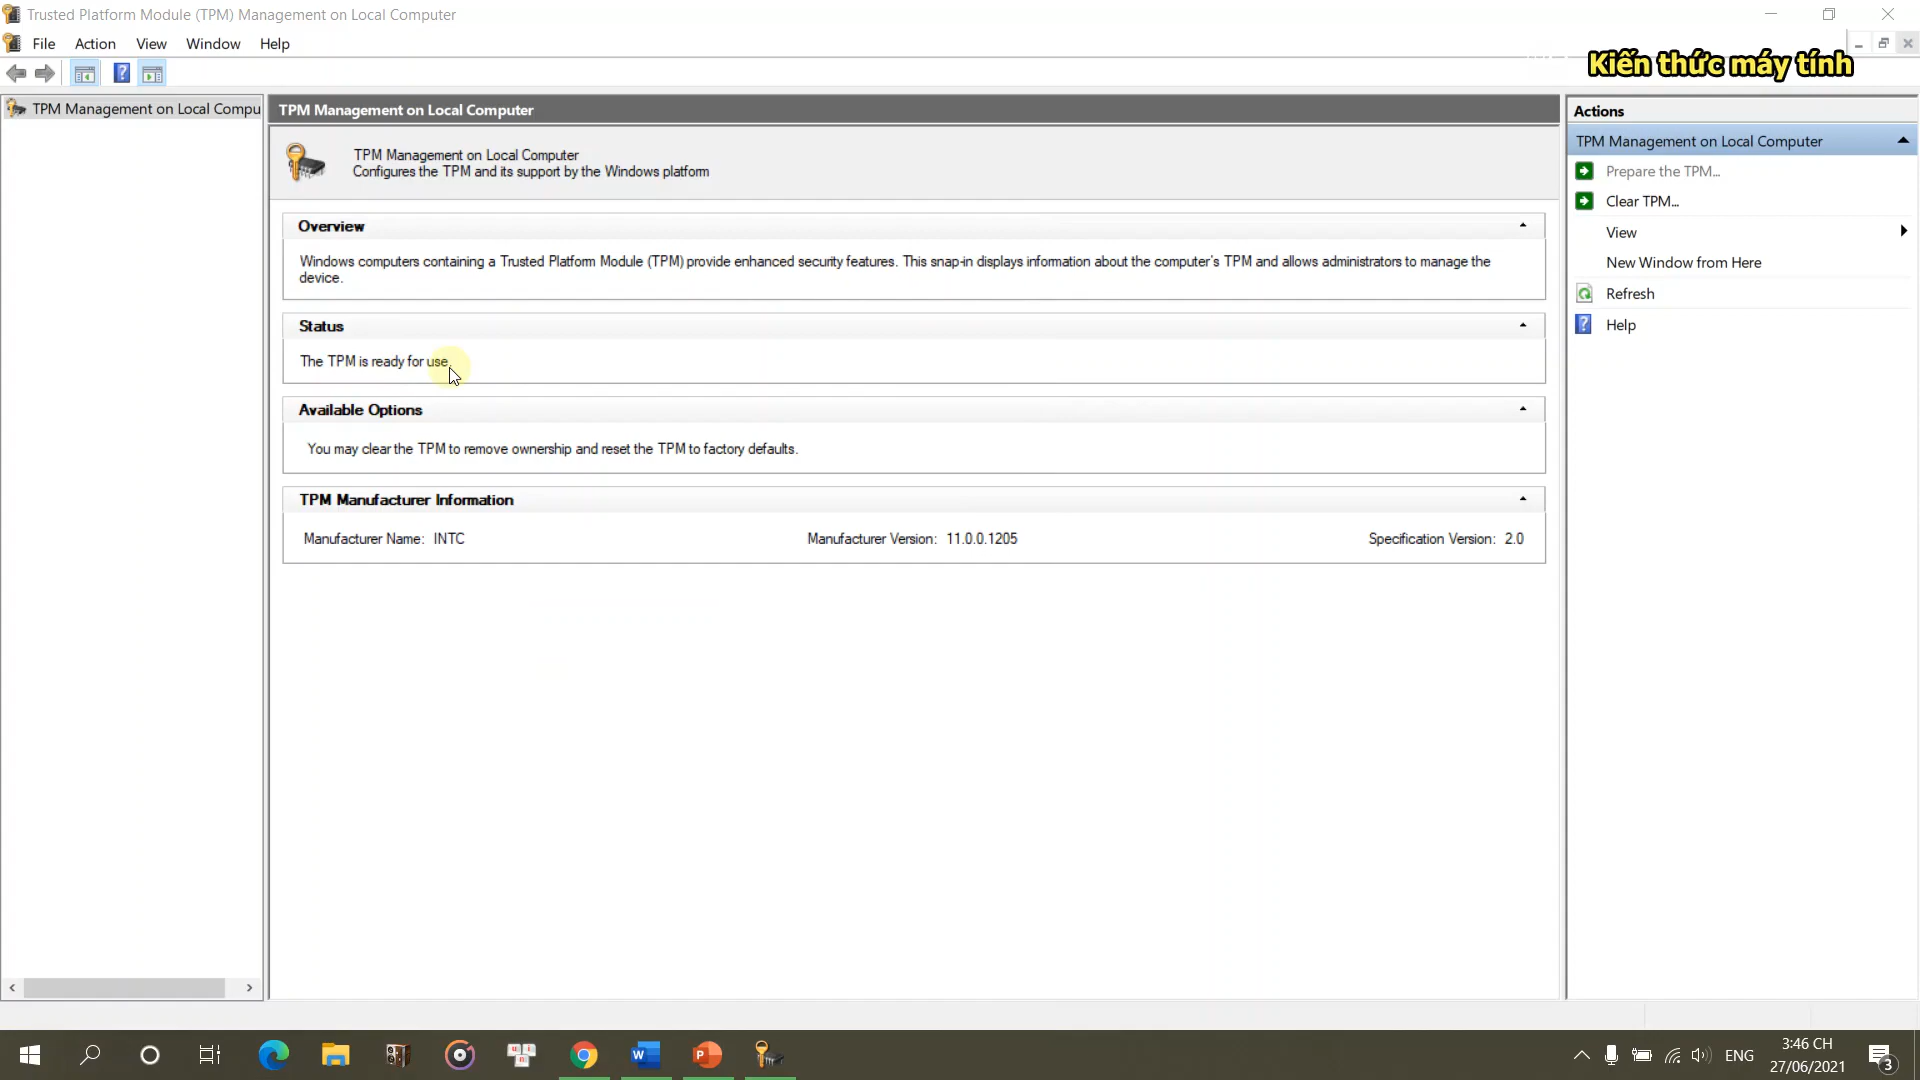 Trusted Platform Module (TPM) Management on Local Computer
File Action View Window Help
Kiến thức máy tính
TPM Management on Local Compu
TPM Management on Local Computer
TPM Management on Local Computer
Configures the TPM and its support by the Windows platform
Overview
Windows computers containing a Trusted Platform Module (TPM) provide enhanced security features. This snap-in displays information about the computer's TPM and allows administrators to manage the
device.
Status
The TPM is ready for use.
Available Options
You may clear the TPM to remove ownership and reset the TPM to factory defaults.
TPM Manufacturer Information
Manufacturer Name: INTC Manufacturer Version: 11.0.0.1205 Specification Version: 2.0
Actions
TPM Management on Local Computer
Prepare the TPM...
Clear TPM...
View
New Window from Here
Refresh
Help
ENG
3:46 CH
27/06/2021
3